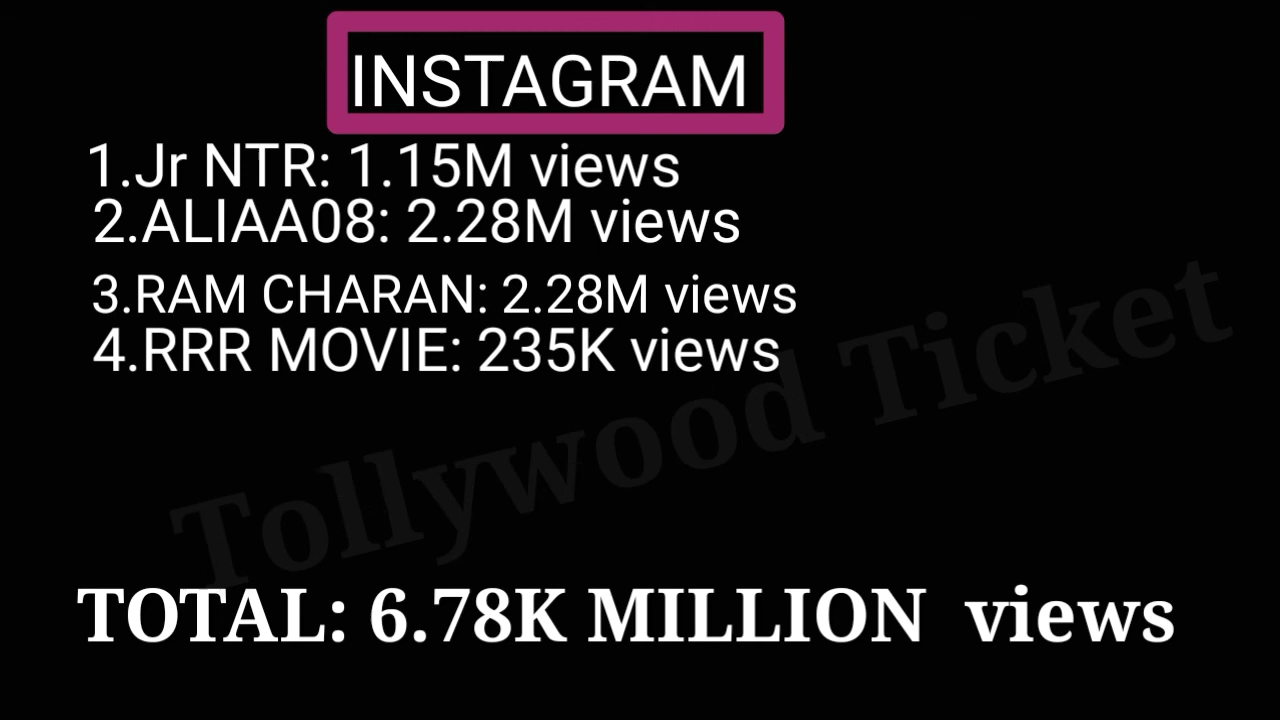 INSTAGRAM
1.Jr NTR: 1.15M views
2.ALIAA08: 2.28M views
3.RAM CHARAN: 2.28M views
4.RRR MOVIE: 235K views
Tollywood Ticket
TOTAL: 6.78K MILLION views